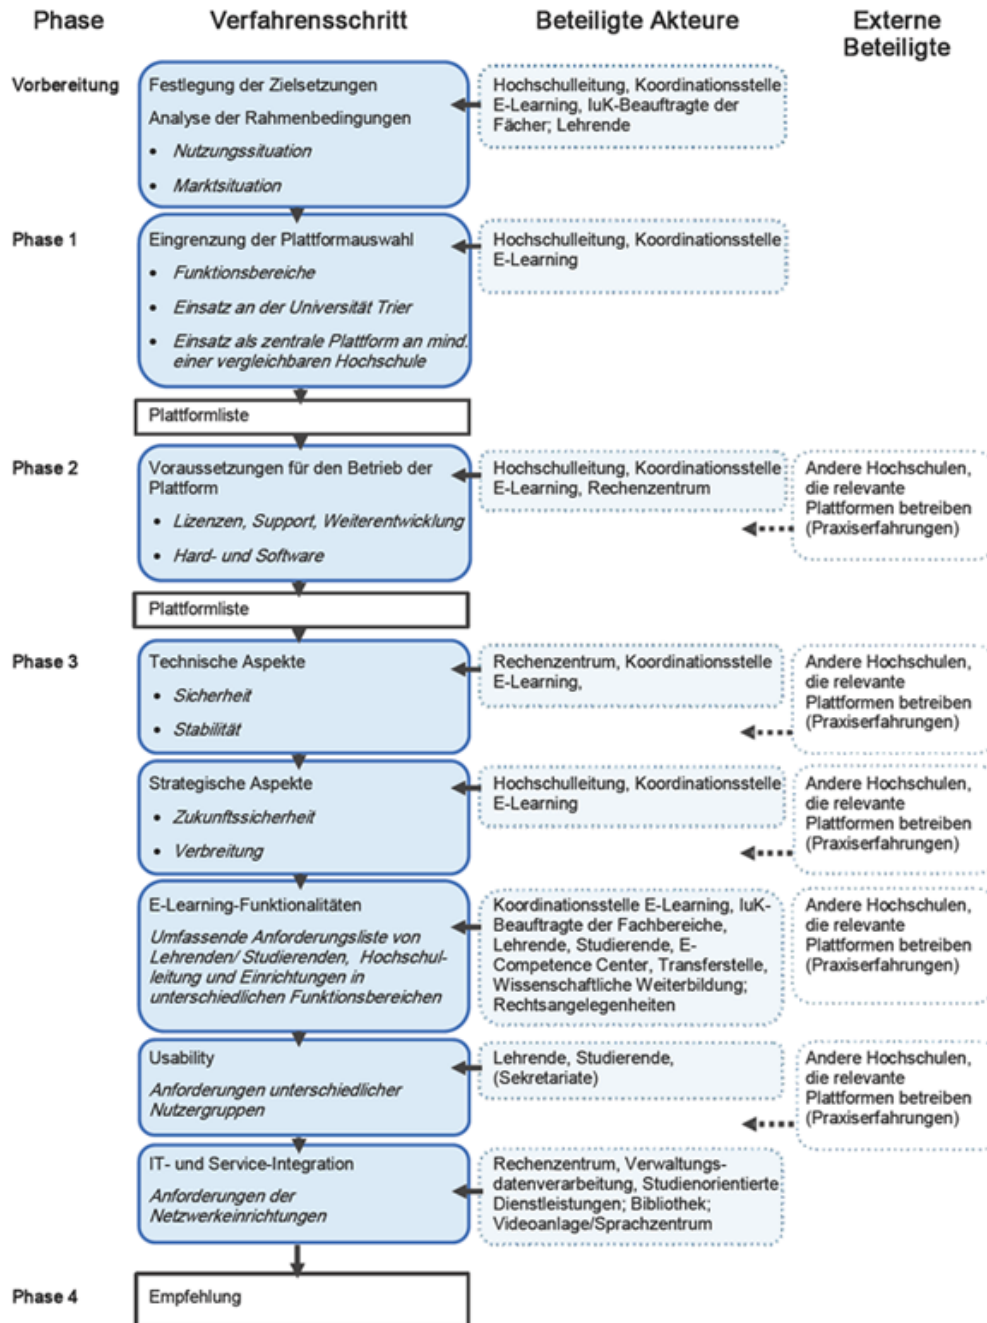 Phase
Verfahrensschritt
Beteiligte Akteure
Externe
Beteiligte
Vorbereitung
Festlegung der Zielsetzungen
Analyse der Rahmenbedingungen
• Nutzungssituation
• Marktsituation
Hochschulleitung, Koordinationsstelle
E-Learning, IuK-Beauftragte der
Fächer; Lehrende
Phase 1
Eingrenzung der Plattformauswahl
• Funktionsbereiche
• Einsatz an der Universität Trier
• Einsatz als zentrale Plattform an mind.
einer vergleichbaren Hochschule
Hochschulleitung, Koordinationsstelle
E-Learning
Plattformliste
Phase 2
Voraussetzungen für den Betrieb der
Plattform
• Lizenzen, Support, Weiterentwicklung
• Hard- und Software
Hochschulleitung, Koordinationsstelle
E-Learning, Rechenzentrum
Andere Hochschulen,
die relevante
Plattformen betreiben
(Praxiserfahrungen)
Plattformliste
Phase 3
Technische Aspekte
• Sicherheit
• Stabilität
Rechenzentrum, Koordinationsstelle
E-Learning,
Andere Hochschulen,
die relevante
Plattformen betreiben
(Praxiserfahrungen)
Strategische Aspekte
• Zukunftssicherheit
• Verbreitung
Hochschulleitung, Koordinationsstelle
E-Learning
Andere Hochschulen,
die relevante
Plattformen betreiben
(Praxiserfahrungen)
E-Learning-Funktionalitäten
Umfassende Anforderungsliste von
Lehrenden/ Studierenden, Hochschul-
leitung und Einrichtungen in
unterschiedlichen Funktionsbereichen
Koordinationsstelle E-Learning, IuK-
Beauftragte der Fachbereiche,
Lehrende, Studierende, E-
Competence Center, Transferstelle,
Wissenschaftliche Weiterbildung;
Rechtsangelegenheiten
Andere Hochschulen,
die relevante
Plattformen betreiben
(Praxiserfahrungen)
Usability
Anforderungen unterschiedlicher
Nutzergruppen
Lehrende, Studierende,
(Sekretariate)
Andere Hochschulen,
die relevante
Plattformen betreiben
(Praxiserfahrungen)
IT- und Service-Integration
Anforderungen der
Netzwerkeinrichtungen
Rechenzentrum, Verwaltungs-
datenverarbeitung, Studienorientierte
Dienstleistungen; Bibliothek;
Videoanlage/Sprachzentrum
Phase 4
Empfehlung